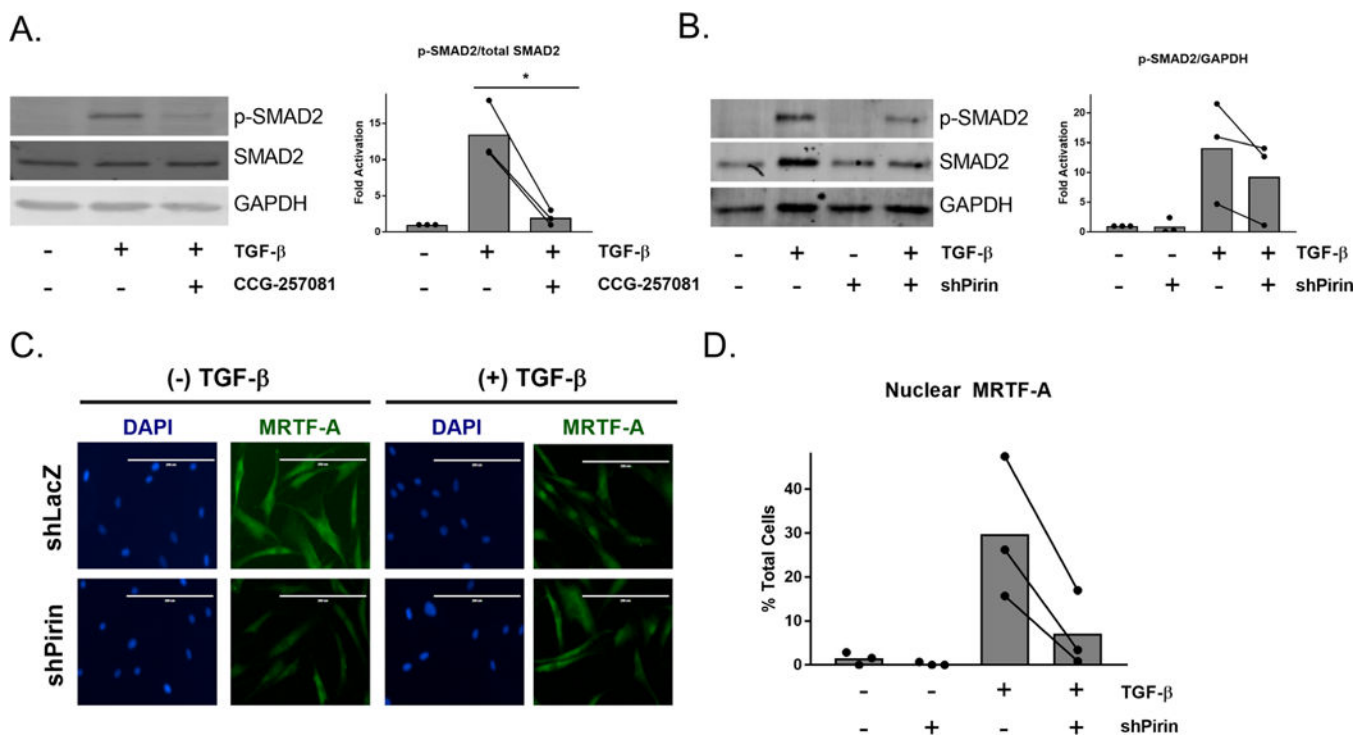 A.
p-SMAD2/total SMAD2
*
p-SMAD2
SMAD2
GAPDH
Fold Activation
15
10
5
0
- + + TGF-β
- - + CCG-257081
- + + TGF-β
- - + CCG-257081
B.
p-SMAD2/GAPDH
p-SMAD2
SMAD2
GAPDH
Fold Activation
20
15
10
5
0
- + - + TGF-β
- - + + shPirin
- - + + TGF-β
- + - + shPirin
C.
(-) TGF-β (+) TGF-β
DAPI MRTF-A DAPI MRTF-A
shLacZ
shPirin
D.
Nuclear MRTF-A
% Total Cells
40
30
20
10
0
- - + + TGF-β
- + - + shPirin